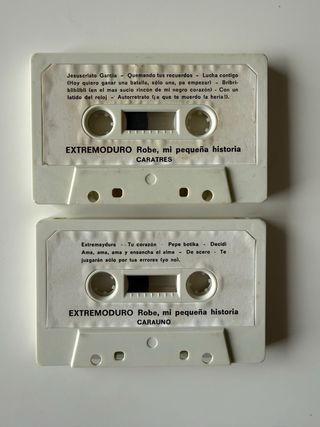 Jesuscristo García - Quemando tus recuerdos - Lucha contigo
(Hoy quiero ganar una batalla, sólo una, pa empezar) - Bribri-
bliblibli (en el mas sucio rincón de mi negro corazón) - Con un
latido del reloj - Autorretrato (¡a que te muerdo la heria!).
EXTREMODURO Robe, mi pequeña historia
CARATRES
Extremaydura - Tu corazón - Pepe botika - Decidí
Ama, ama, ama y ensancha el alma - De acero - Te
juzgarán sólo por tus errores (yo no).
EXTREMODURO Robe, mi pequeña historia
CARAUNO